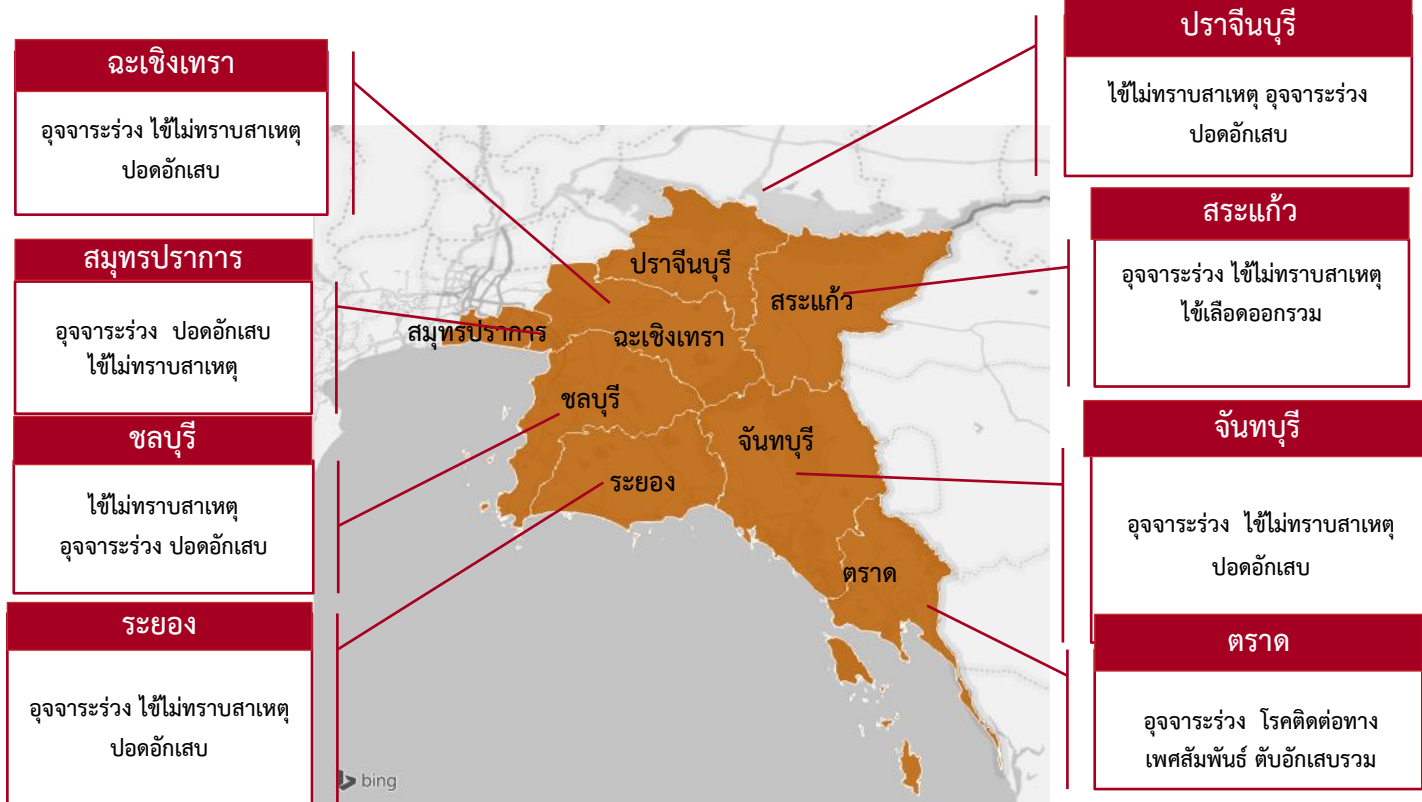 ฉะเชิงเทรา
อุจจาระร่วง ไข้ไม่ทราบสาเหตุ
ปอดอักเสบ
สมุทรปราการ
อุจจาระร่วง ปอดอักเสบ
ไข้ไม่ทราบสาเหตุ
ชลบุรี
ไข้ไม่ทราบสาเหตุ
อุจจาระร่วง ปอดอักเสบ
ระยอง
อุจจาระร่วง ไข้ไม่ทราบสาเหตุ
ปอดอักเสบ
ปราจีนบุรี
สระแก้ว
สมุทรปราการ
ฉะเชิงเทรา
ชลบุรี
จันทบุรี
ระยอง
ตราด
bing
ปราจีนบุรี
ไข้ไม่ทราบสาเหตุ อุจจาระร่วง
ปอดอักเสบ
สระแก้ว
อุจจาระร่วง ไข้ไม่ทราบสาเหตุ
ไข้เลือดออกรวม
จันทบุรี
อุจจาระร่วง ไข้ไม่ทราบสาเหตุ
ปอดอักเสบ
ตราด
อุจจาระร่วง โรคติดต่อทาง
เพศสัมพันธ์ ตับอักเสบรวม